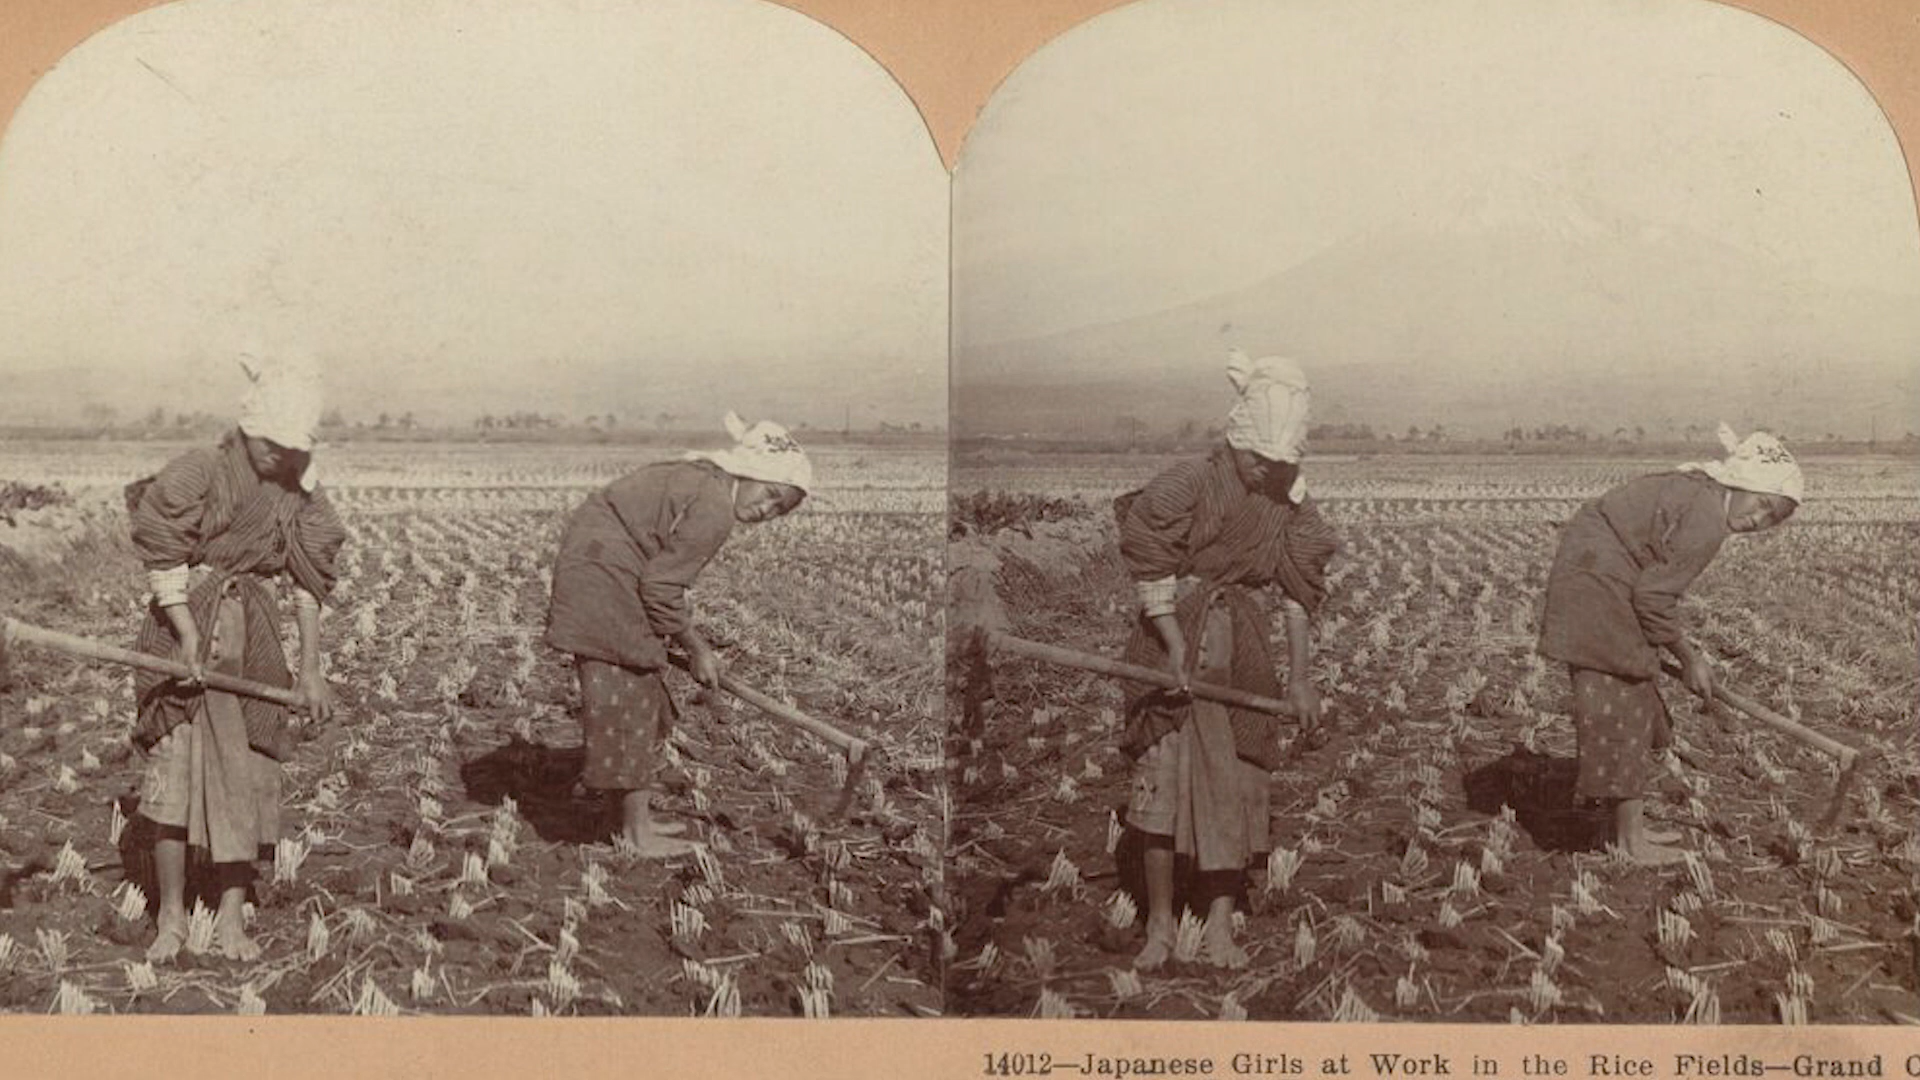 14012—Japanese Girls at Work in the Rice Fields—Grand